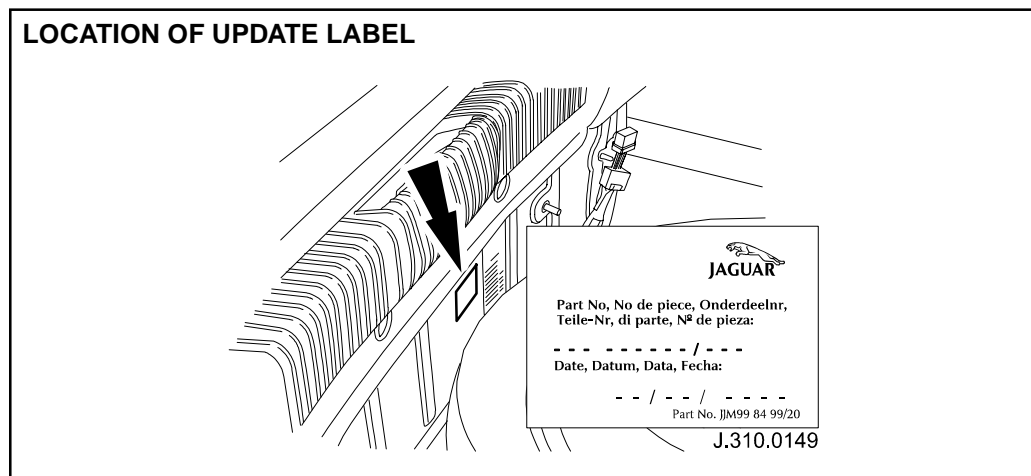 LOCATION OF UPDATE LABEL
JAGUAR
Part No, No de piece, Onderdeelnr,
Teile-Nr, di parte, Nº de pieza:
- - - - - - - - - / - - -
Date, Datum, Data, Fecha:
- - / - - / - - - -
Part No. JJM99 84 99/20
J.310.0149